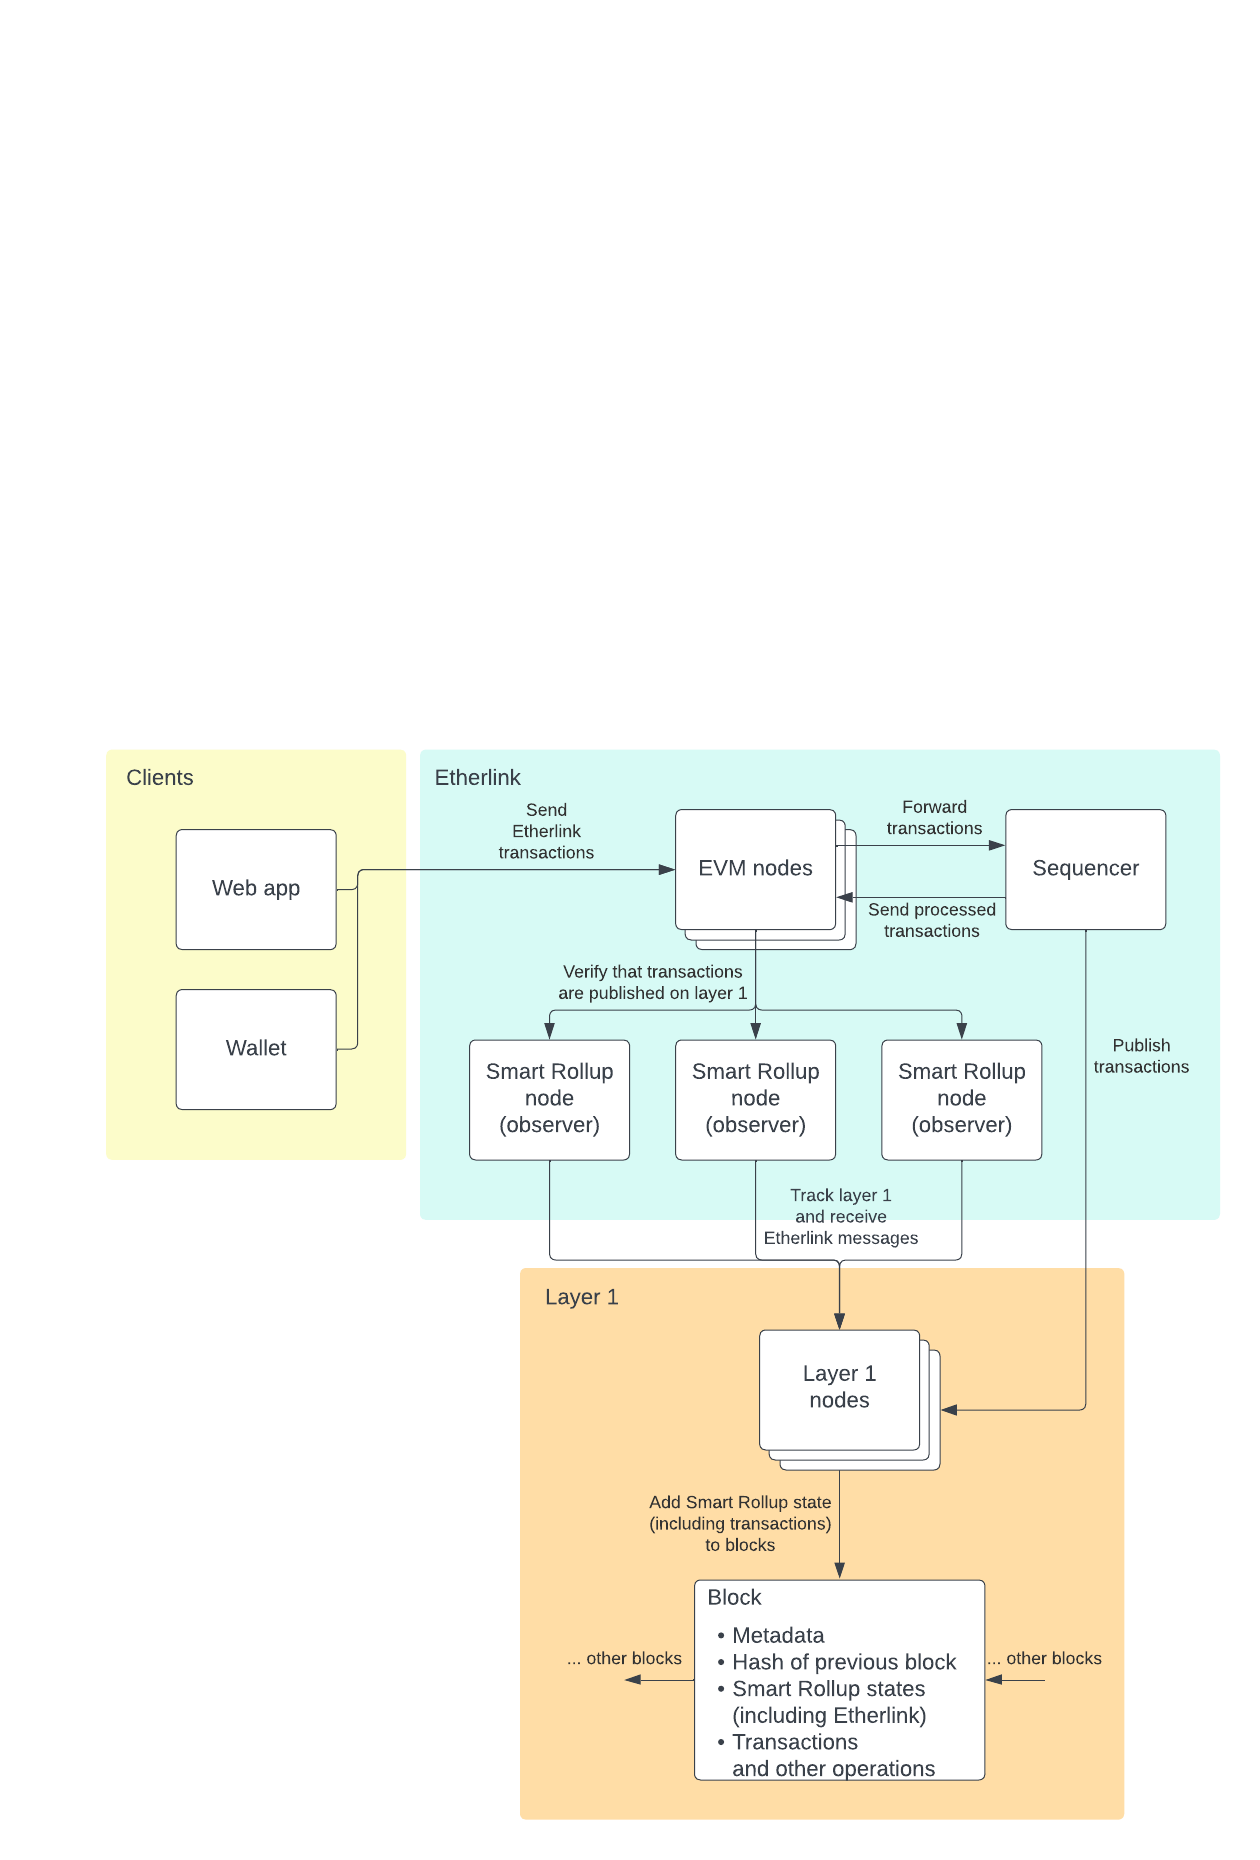 Clients
Web app
Wallet
Etherlink
Send
Etherlink
transactions
EVM nodes
Forward
transactions
Sequencer
Send processed
transactions
Verify that transactions
are published on layer 1
Smart Rollup
node
(observer)
Smart Rollup
node
(observer)
Smart Rollup
node
(observer)
Publish
transactions
Track layer 1
and receive
Etherlink messages
Layer 1
Layer 1
nodes
Add Smart Rollup state
(including transactions)
to blocks
Block
• Metadata
• Hash of previous block
• Smart Rollup states
(including Etherlink)
• Transactions
and other operations
... other blocks
... other blocks